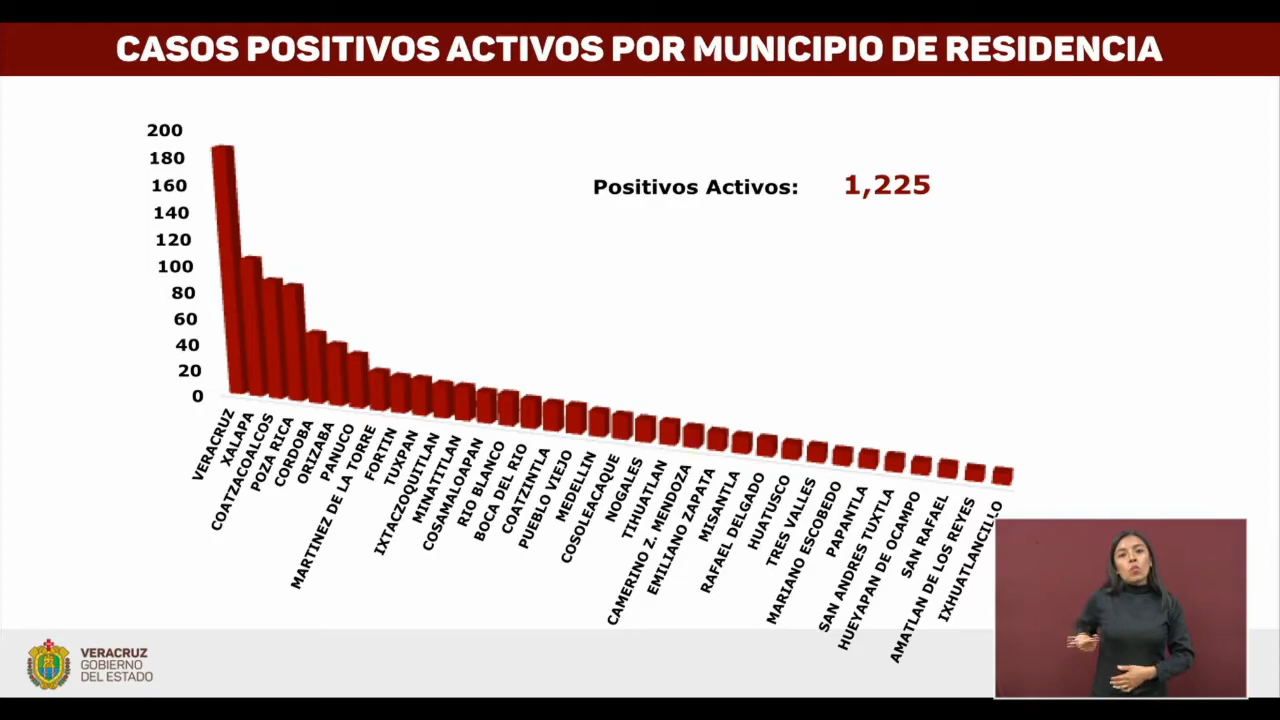 CASOS POSITIVOS ACTIVOS POR MUNICIPIO DE RESIDENCIA
200
180
160
140
120
100
80
60
40
20
0
Positivos Activos: 1,225
VERACRUZ
XALAPA
COATZACOALCOS
POZA RICA
CORDOBA
ORIZABA
PANUCO
MARTINEZ DE LA TORRE
FORTIN
TUXPAN
IXTACZOQUITLAN
MINATITLAN
COSAMALOAPAN
RIO BLANCO
BOCA DEL RIO
COATZINTLA
PUEBLO VIEJO
MEDELLIN
COSOLEACAQUE
NOGALES
TIHUATLAN
CAMERINO Z. MENDOZA
EMILIANO ZAPATA
MISANTLA
RAFAEL DELGADO
HUATUSCO
TRES VALLES
MARIANO ESCOBEDO
PAPANTLA
SAN ANDRES TUXTLA
HUEYAPAN DE OCAMPO
SAN RAFAEL
AMATLAN DE LOS REYES
IXHUATLANCILLO
VERACRUZ
GOBIERNO
DEL ESTADO